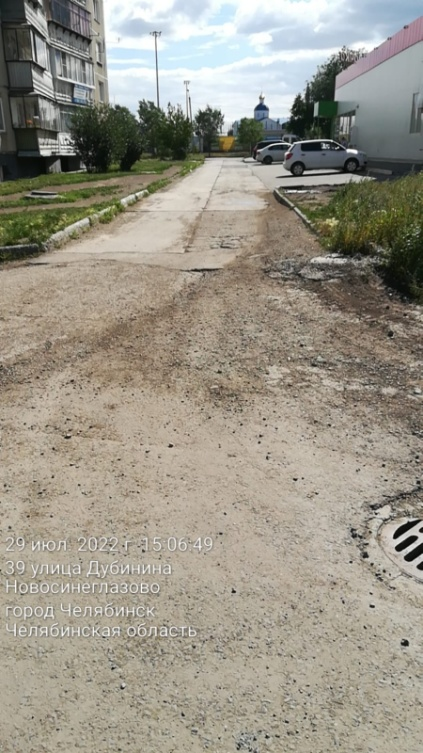 29 июл. 2022 г. 15:06:49
39 улица Дубинина
Новосинеглазово
город Челябинск
Челябинская область